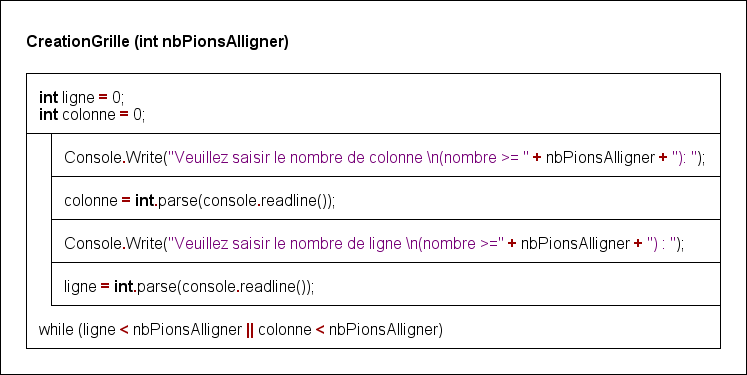 CreationGrille (int nbPionsAlligner)
int ligne = 0;
int colonne = 0;
Console.Write("Veuillez saisir le nombre de colonne \n(nombre >= " + nbPionsAlligner + "): ");
colonne = int.parse(console.readline());
Console.Write("Veuillez saisir le nombre de ligne \n(nombre >=" + nbPionsAlligner + ") : ");
ligne = int.parse(console.readline());
while (ligne < nbPionsAlligner || colonne < nbPionsAlligner)